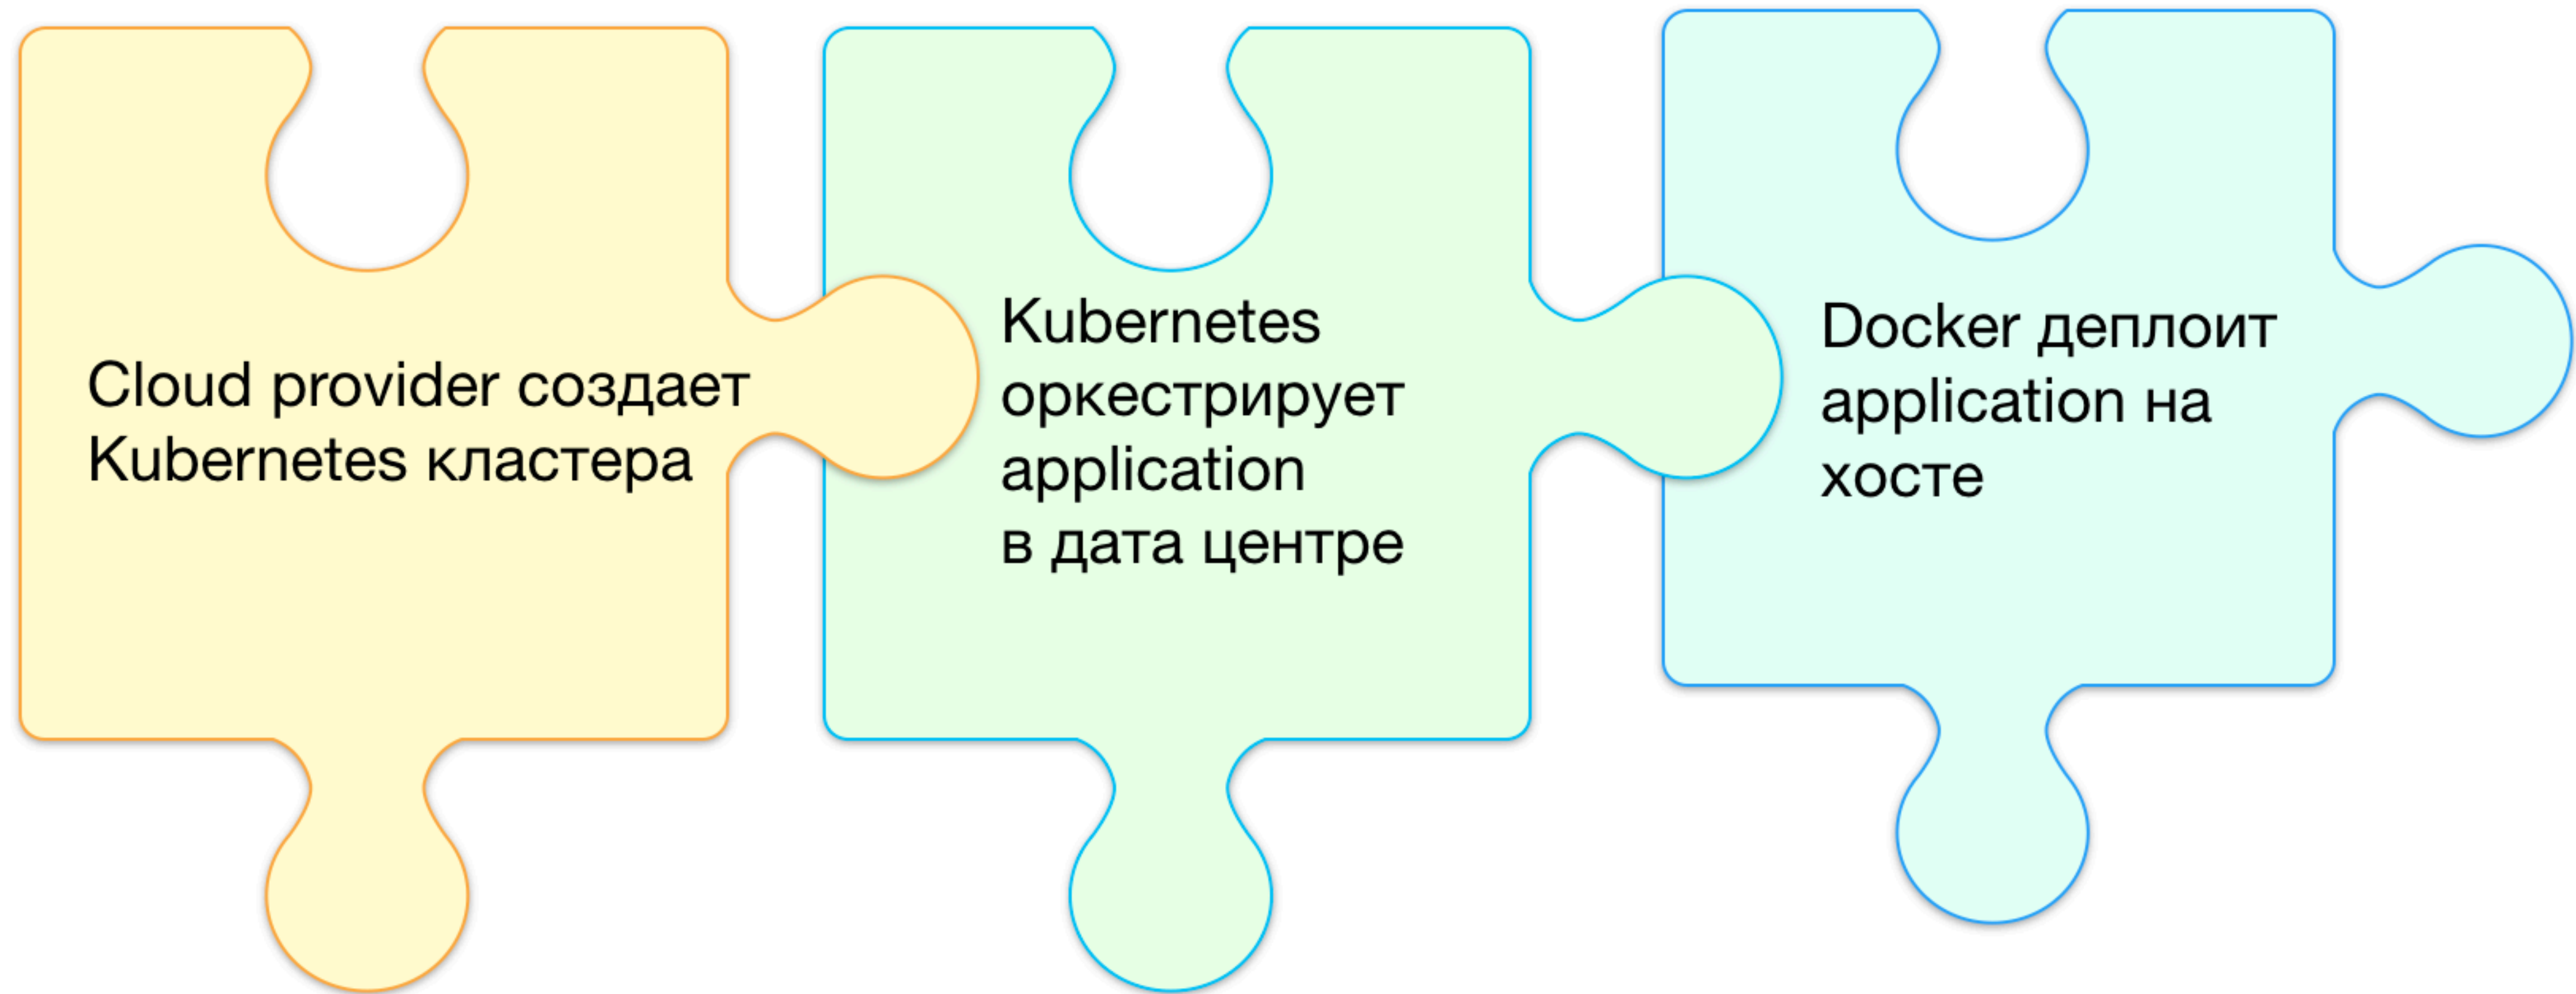 Cloud provider создает
Kubernetes кластера
Kubernetes
оркестрирует
application
в дата центре
Docker деплоит
application на
хосте